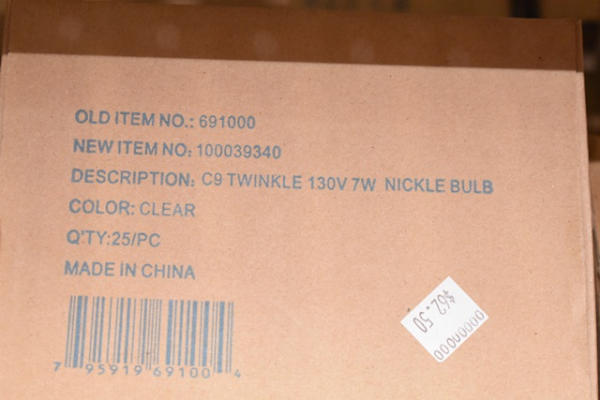 OLD ITEM NO.: 691000
NEW ITEM NO: 100039340
DESCRIPTION: C9 TWINKLE 130V 7W NICKLE BULB
COLOR: CLEAR
Q'TY:25/PC
MADE IN CHINA
7 95919 69100 4
$62.50
00000000